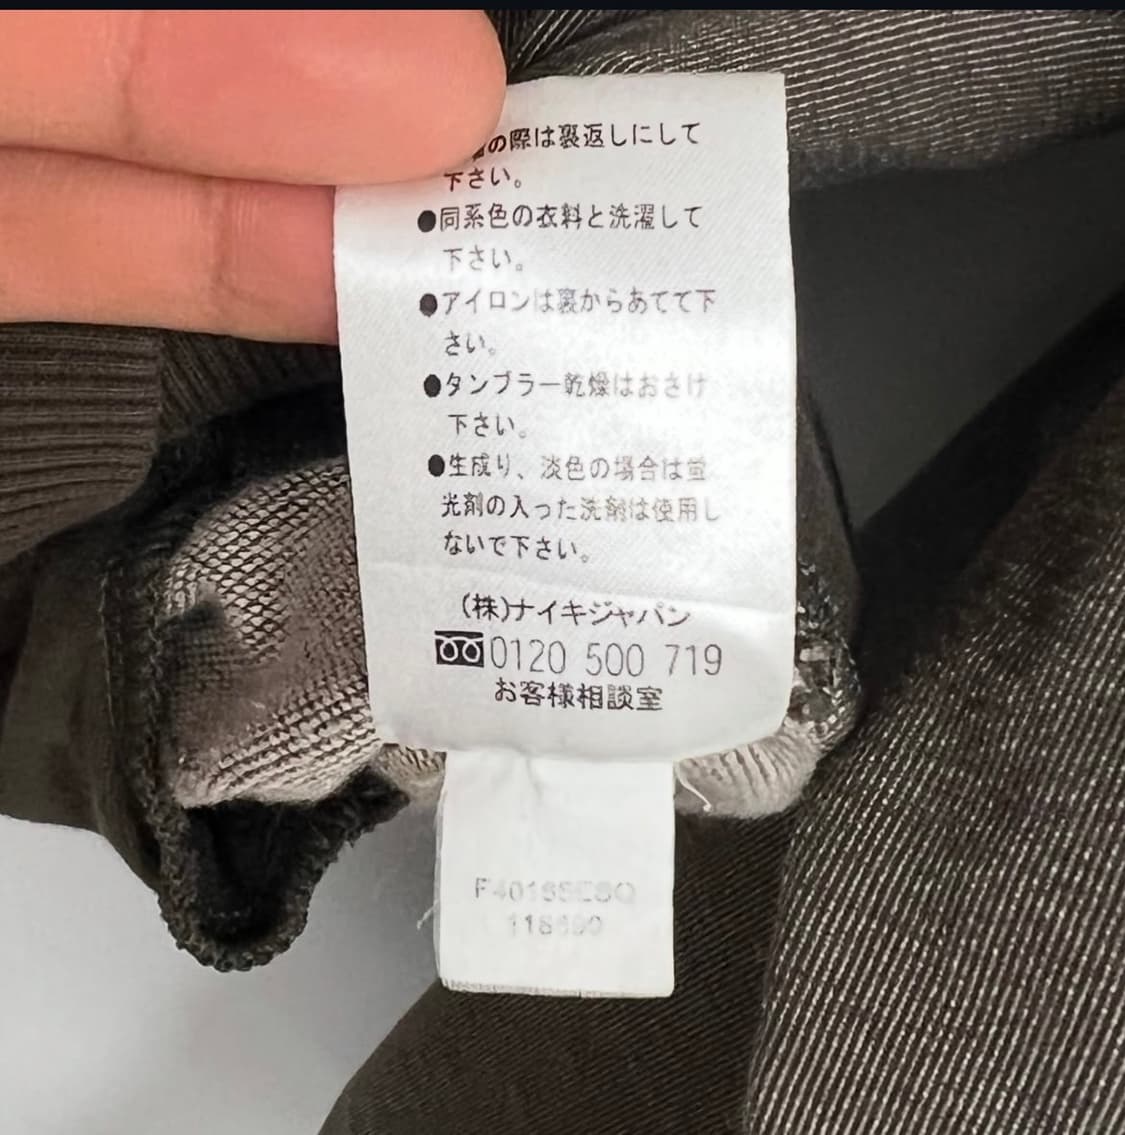 の際は裏返しにして
下さい。
●同系色の衣料と洗濯して
下さい。
●アイロンは裏からあてて下
さい。
●タンブラー乾燥はおさけ
下さい。
●生成り、淡色の場合は蛍
光剤の入った洗剤は使用し
ないで下さい。
(株)ナイキジャパン
0120 500 719
お客様相談室